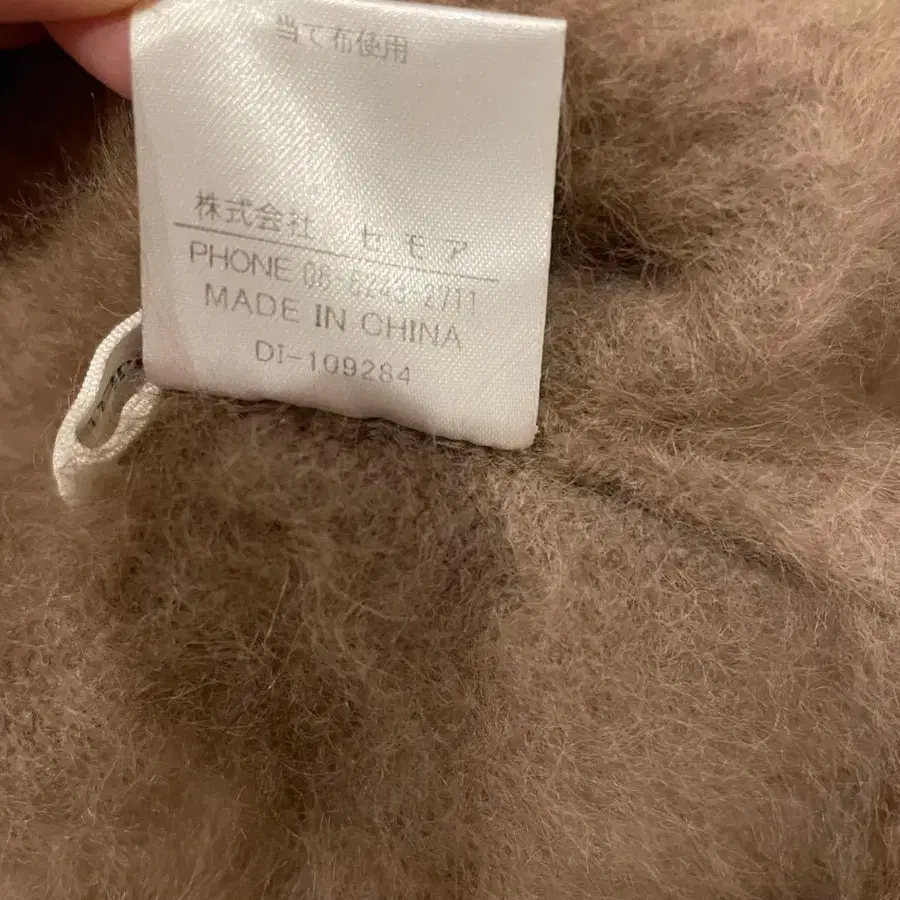 当て布使用
株式会社 セモア
PHONE 06-6243-2711
MADE IN CHINA
DI-109284